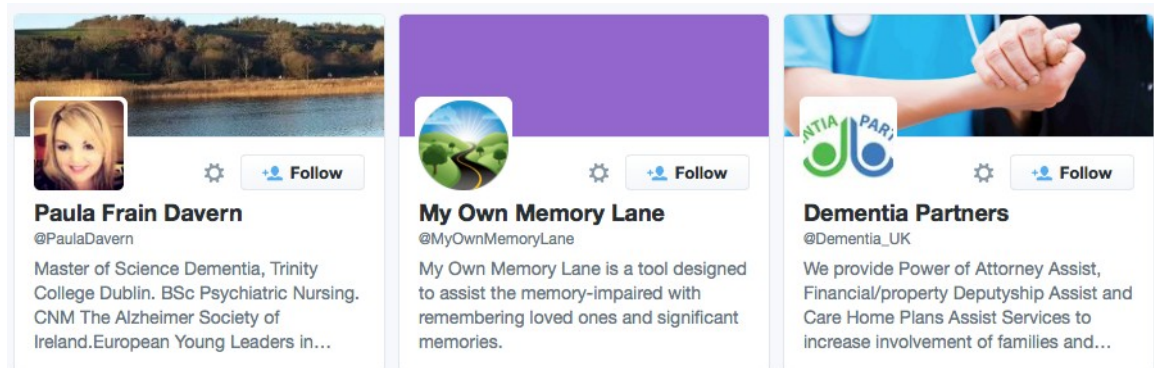 NTIA PAR
Follow
Follow
Follow
Paula Frain Davern
@PaulaDavern
Master of Science Dementia, Trinity
College Dublin. BSc Psychiatric Nursing.
CNM The Alzheimer Society of
Ireland.European Young Leaders in...
My Own Memory Lane
@MyOwnMemoryLane
My Own Memory Lane is a tool designed
to assist the memory-impaired with
remembering loved ones and significant
memories.
Dementia Partners
@Dementia_UK
We provide Power of Attorney Assist,
Financial/property Deputyship Assist and
Care Home Plans Assist Services to
increase involvement of families and...